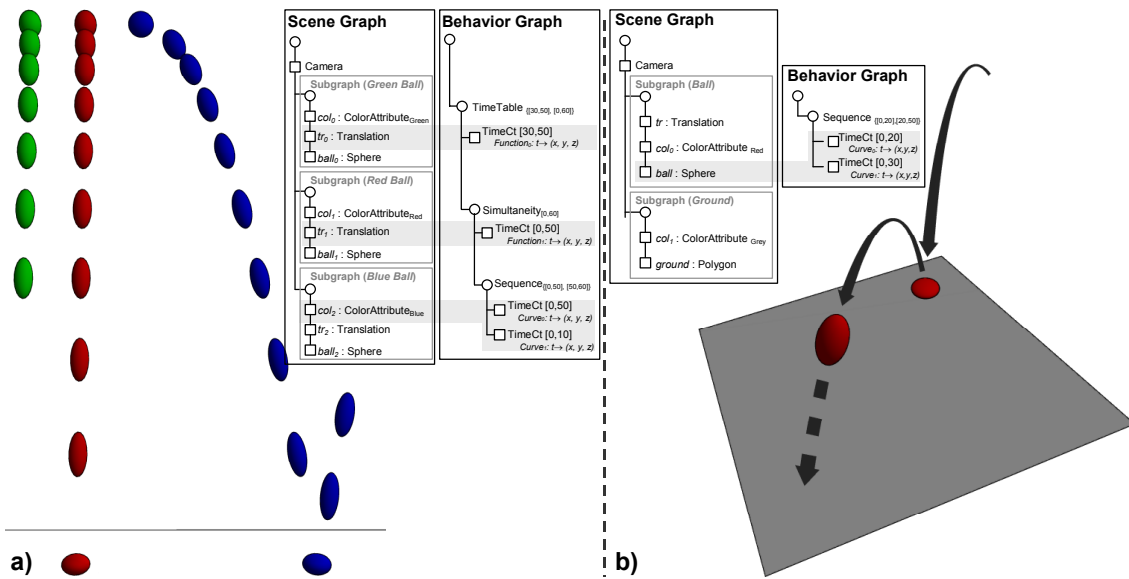 Scene Graph
Camera
Subgraph (Green Ball)
col0 : ColorAttributeGreen
tr0 : Translation
ball0 : Sphere
Subgraph (Red Ball)
col1 : ColorAttributeRed
tr1 : Translation
ball1 : Sphere
Subgraph (Blue Ball)
col2 : ColorAttributeBlue
tr2 : Translation
ball2 : Sphere
Behavior Graph
TimeTable {[30,50], [0,60]}
TimeCt [30,50]
Function0: t→ (x, y, z)
Simultaneity[0,60]
TimeCt [0,50]
Function1: t→ (x, y, z)
Sequence{[0,50], [50,60]}
TimeCt [0,50]
Curve0: t→ (x, y, z)
TimeCt [0,10]
Curve1: t→ (x, y, z)
a)
Scene Graph
Camera
Subgraph (Ball)
tr : Translation
col0 : ColorAttribute Red
ball : Sphere
Subgraph (Ground)
col1 : ColorAttribute Grey
ground : Polygon
Behavior Graph
Sequence {[0,20],[20,50]}
TimeCt [0,20]
Curve0: t→ (x,y,z)
TimeCt [0,30]
Curve1: t→ (x,y,z)
b)